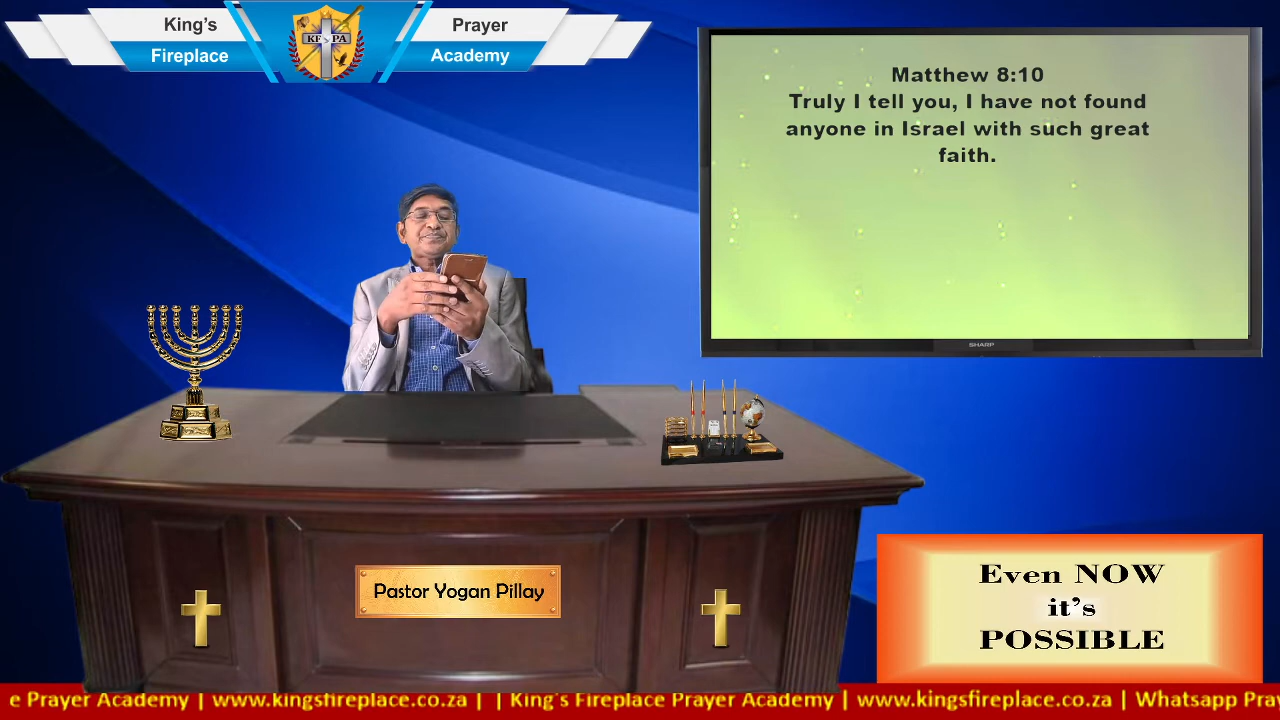 King's
Fireplace
KF PA
Prayer
Academy
Matthew 8:10
Truly I tell you, I have not found
anyone in Israel with such great
faith.
SHARP
Pastor Yogan Pillay
Even NOW
it's
POSSIBLE
e Prayer Academy | www.kingsfireplace.co.za | | King's Fireplace Prayer Academy | www.kingsfireplace.co.za | Whatsapp Pray